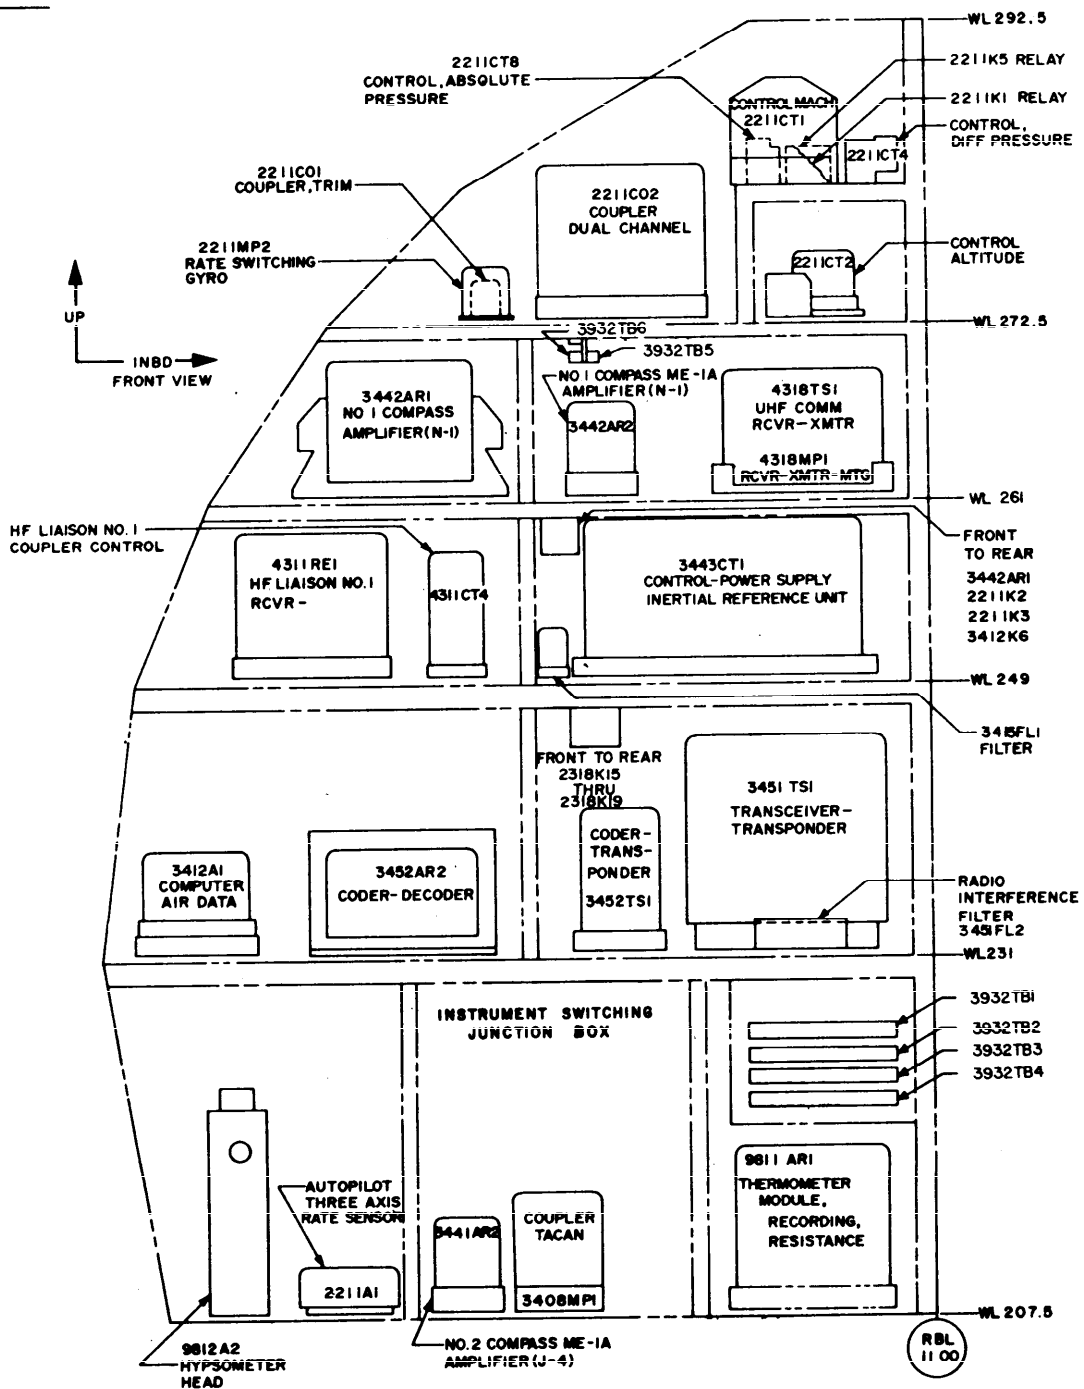 WL 292.5
2211CT8
CONTROL, ABSOLUTE
PRESSURE
2211K5 RELAY
2211K1 RELAY
CONTROL MACH
2211CT1
CONTROL,
DIFF PRESSURE
2211CT4
2211CO1
COUPLER, TRIM
2211CO2
COUPLER
DUAL CHANNEL
2211MP2
RATE SWITCHING
GYRO
2211CT2
CONTROL
ALTITUDE
UP
INBD
FRONT VIEW
WL 272.5
3932TB6
3932TB5
NO 1 COMPASS ME-1A
AMPLIFIER (N-1)
3442AR1
NO 1 COMPASS
AMPLIFIER (N-1)
3442AR2
4318TS1
UHF COMM
RCVR-XMTR
4318MP1
RCVR-XMTR-MTG
WL 261
HF LIAISON NO. 1
COUPLER CONTROL
FRONT
TO REAR
3442AR1
2211K2
2211K3
3412K6
4311RE1
HF LIAISON NO. 1
RCVR-
4311CT4
3443CT1
CONTROL-POWER SUPPLY
INERTIAL REFERENCE UNIT
WL 249
3415FL1
FILTER
FRONT TO REAR
2318K15
THRU
2318K19
3451 TS1
TRANSCEIVER-
TRANSPONDER
CODER-
TRANS-
PONDER
3452TS1
3412A1
COMPUTER
AIR DATA
3452AR2
CODER-DECODER
RADIO
INTERFERENCE
FILTER
3451FL2
WL 231
INSTRUMENT SWITCHING
JUNCTION BOX
3932TB1
3932TB2
3932TB3
3932TB4
9811 AR1
THERMOMETER
MODULE,
RECORDING,
RESISTANCE
AUTOPILOT
THREE AXIS
RATE SENSOR
2211A1
3441AR2
COUPLER
TACAN
3408MP1
WL 207.5
9812A2
HYPSOMETER
HEAD
NO. 2 COMPASS ME-1A
AMPLIFIER (J-4)
RBL
11 00